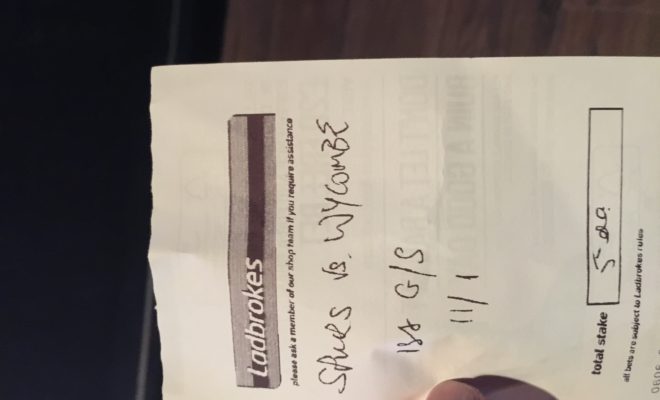 Ladbrokes
please ask a member of our shop team if you require assistance
SPURS VS. WYCOMBE
1st G/S
11/1
total stake
all bets are subject to Ladbrokes rules